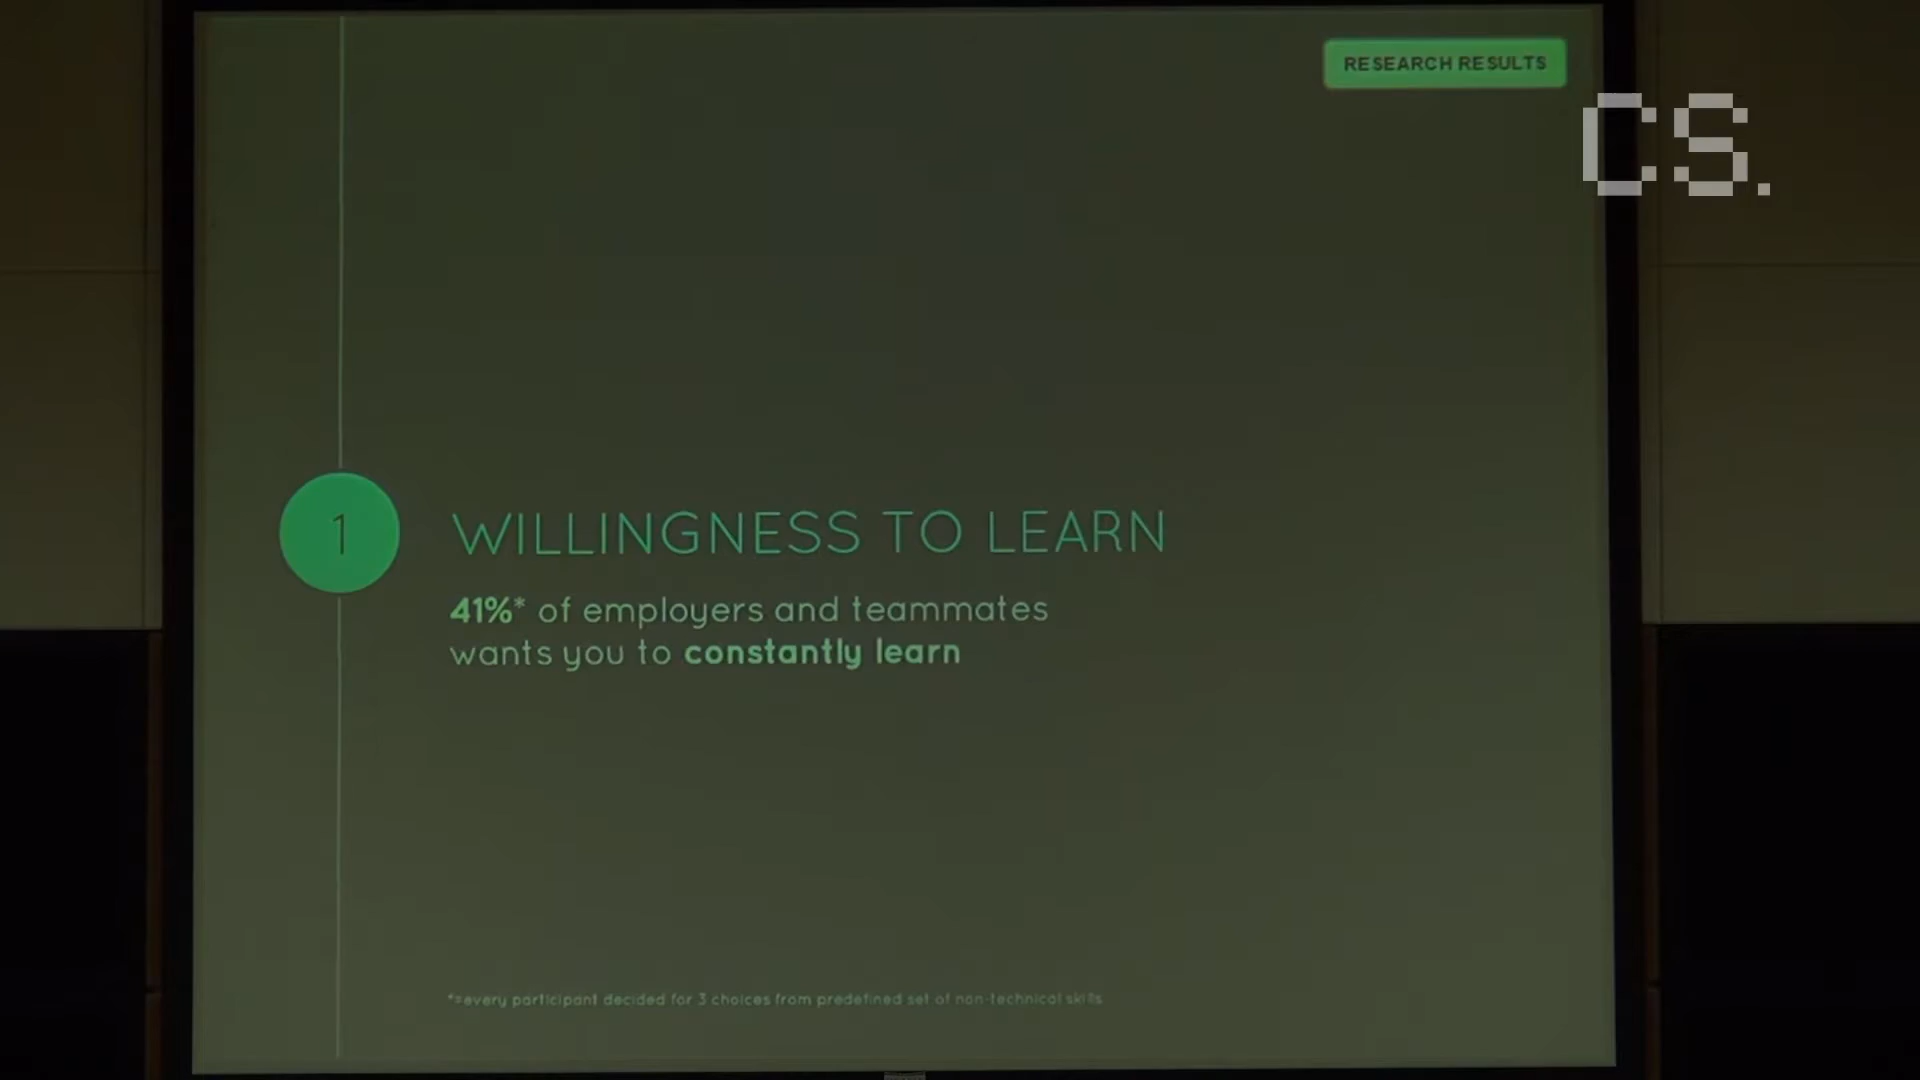 RESEARCH RESULTS
CS.
1
WILLINGNESS TO LEARN
41%* of employers and teammates
wants you to constantly learn
*=every participant decided for 3 choices from predefined set of non-technical skills